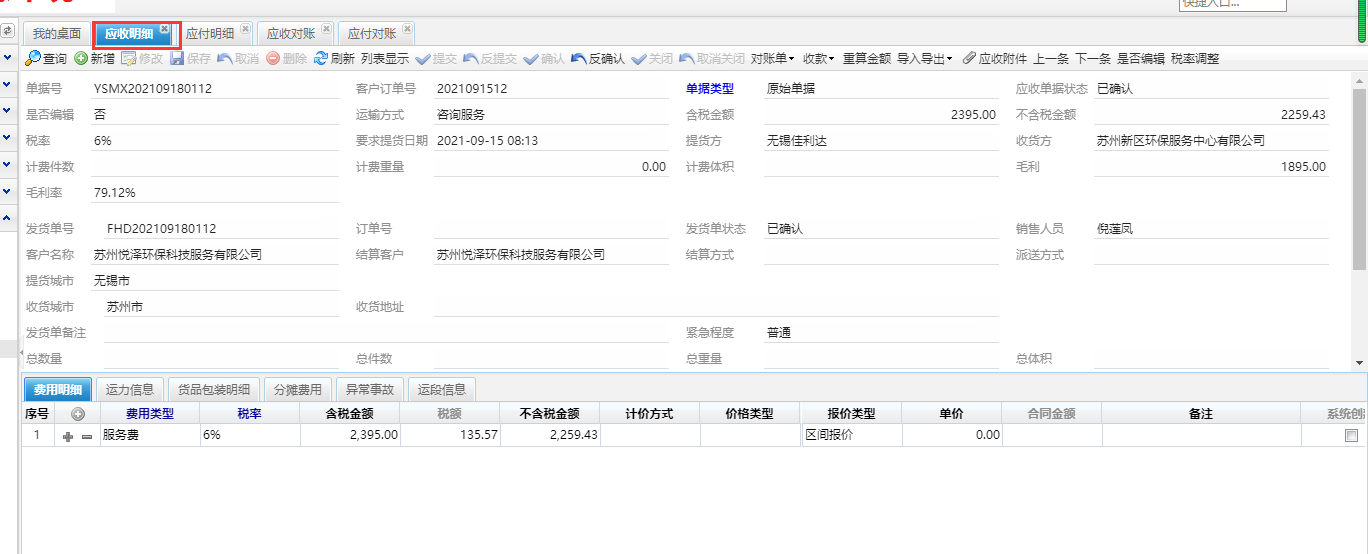 快捷入口...
我的桌面 应收明细 应付明细 应收对账 应付对账
查询 新增 修改 保存 取消 删除 刷新 列表显示 提交 反提交 确认 反确认 关闭 取消关闭 对账单 收款 重算金额 导入导出 应收附件 上一条 下一条 是否编辑 税率调整
单据号 YSMX202109180112 客户订单号 2021091512 单据类型 原始单据 应收单据状态 已确认
是否编辑 否 运输方式 咨询服务 含税金额 2395.00 不含税金额 2259.43
税率 6% 要求提货日期 2021-09-15 08:13 提货方 无锡佳利达 收货方 苏州新区环保服务中心有限公司
计费件数 计费重量 0.00 计费体积 毛利 1895.00
毛利率 79.12%
发货单号 FHD202109180112 订单号 发货单状态 已确认 销售人员 倪莲凤
客户名称 苏州悦泽环保科技服务有限公司 结算客户 苏州悦泽环保科技服务有限公司 结算方式 派送方式
提货城市 无锡市
收货城市 苏州市 收货地址
发货单备注 紧急程度 普通
总数量 总件数 总重量 总体积
费用明细 运力信息 货品包装明细 分摊费用 异常事故 运段信息
序号 费用类型 税率 含税金额 税额 不含税金额 计价方式 价格类型 报价类型 单价 合同金额 备注 系统创
1 服务费 6% 2,395.00 135.57 2,259.43 区间报价 0.00